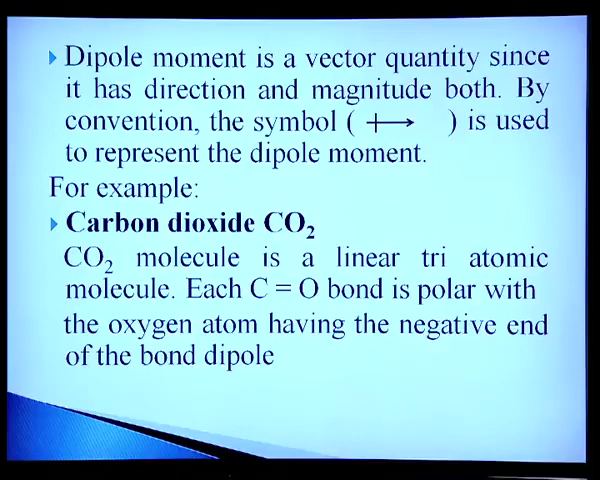 Dipole moment is a vector quantity since
it has direction and magnitude both. By
convention, the symbol ( ⟼ ) is used
to represent the dipole moment.
For example:
Carbon dioxide CO₂
CO₂ molecule is a linear tri atomic
molecule. Each C = O bond is polar with
the oxygen atom having the negative end
of the bond dipole